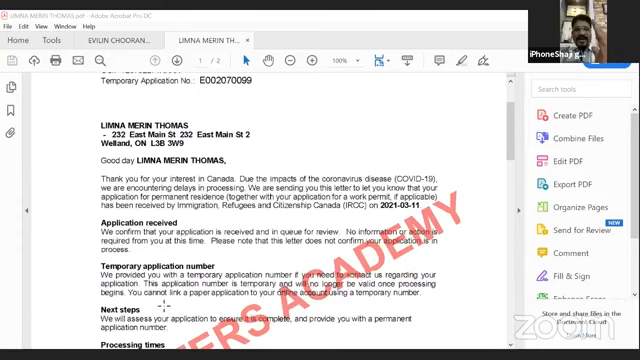 LIMNA MERIN THOMAS.pdf - Adobe Acrobat Pro DC
File Edit View Window Help
Home Tools EVILIN CHOORAN... LIMNA MERIN THO... ×
1 / 2 100%
iPhoneShaji g...
Temporary Application No.: E002070099
LIMNA MERIN THOMAS
- 232 East Main St 232 East Main St 2
Welland, ON L3B 3W9
Good day LIMNA MERIN THOMAS,
Thank you for your interest in Canada. Due the impacts of the coronavirus disease (COVID-19),
we are encountering delays in processing. We are sending you this letter to let you know that your
application for permanent residence (together with your application for a work permit, if applicable)
has been received by Immigration, Refugees and Citizenship Canada (IRCC) on 2021-03-11.
Application received
We confirm that your application is received and in queue for review. No information or action is
required from you at this time. Please note that this letter does not confirm your application is in
process.
Temporary application number
We provided you with a temporary application number if you need to contact us regarding your
application. This application number is temporary and will no longer be valid once processing
begins. You cannot link a paper application to your online account using a temporary number.
Next steps
We will assess your application to ensure it is complete, and provide you with a permanent
application number.
Processing times
TERS ACADEMY
Search tools
Create PDF
Combine Files
Edit PDF
Export PDF
Organize Pages
Send for Review
Comment
Fill & Sign
Enhance Scans
Store and share files in the
Document Cloud
Learn More
zoom